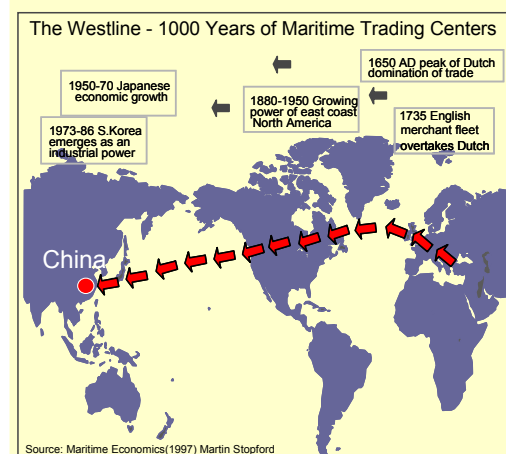 The Westline - 1000 Years of Maritime Trading Centers
1650 AD peak of Dutch
domination of trade
1950-70 Japanese
economic growth
1880-1950 Growing
power of east coast
North America
1735 English
merchant fleet
overtakes Dutch
1973-86 S.Korea
emerges as an
industrial power
China
Source: Maritime Economics(1997) Martin Stopford